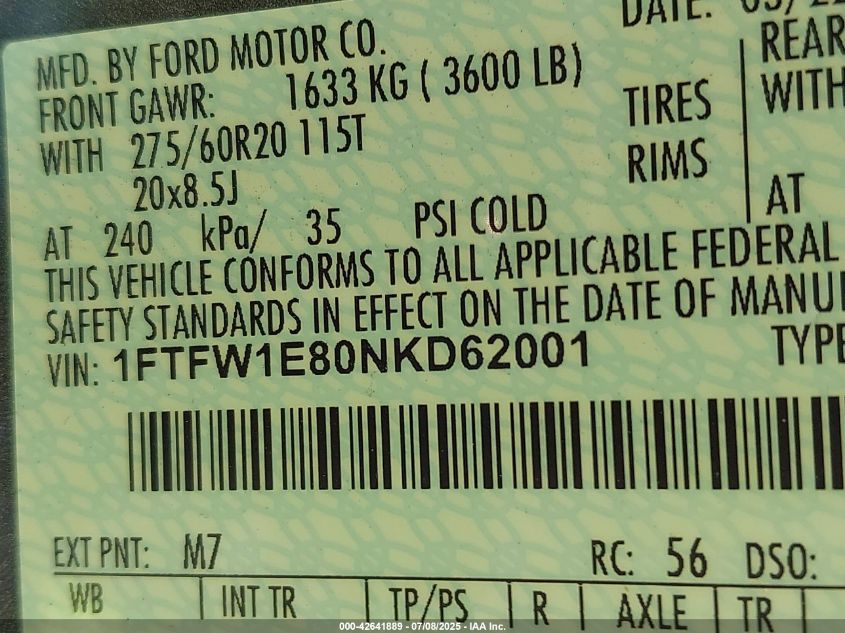 DATE: 05/22
MFD. BY FORD MOTOR CO.
FRONT GAWR: 1633 KG ( 3600 LB)
REAR
WITH 275/60R20 115T TIRES
WITH
20x8.5J RIMS
AT 240 kPa/ 35 PSI COLD
AT
THIS VEHICLE CONFORMS TO ALL APPLICABLE FEDERAL
SAFETY STANDARDS IN EFFECT ON THE DATE OF MANU
VIN: 1FTFW1E80NKD62001 TYPE
EXT PNT: M7 RC: 56 DSO:
WB INT TR TP/PS R AXLE TR
000-42641889 - 07/08/2025 - IAA Inc.